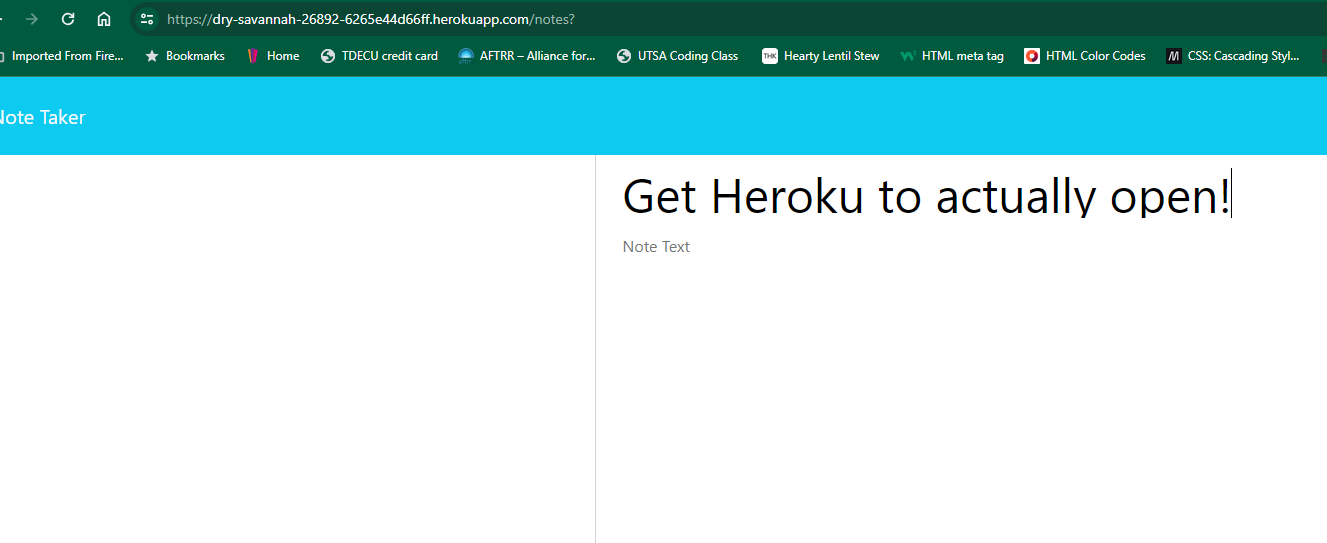 https://dry-savannah-26892-6265e44d66ff.herokuapp.com/notes?
Imported From Fire... Bookmarks Home TDECU credit card AFTRR – Alliance for... UTSA Coding Class THK Hearty Lentil Stew HTML meta tag HTML Color Codes CSS: Cascading Styl...
Note Taker
Get Heroku to actually open!
Note Text